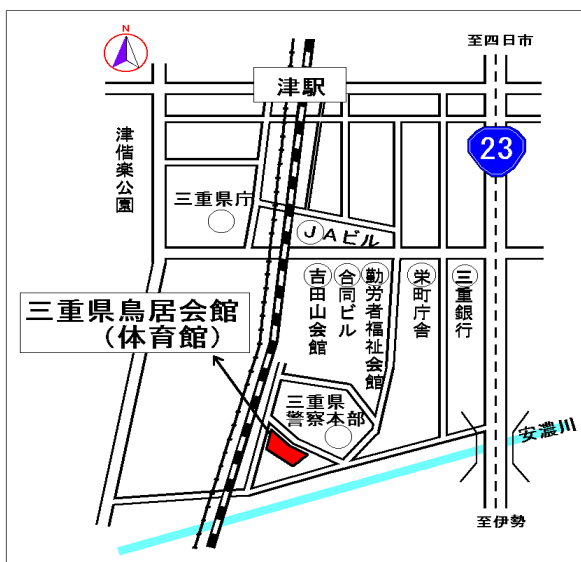 N
至四日市
津駅
23
津偕楽公園
三重県庁
JAビル
吉田山会館
合同ビル
勤労者福祉会館
栄町庁舎
三重銀行
三重県鳥居会館
（体育館）
三重県
警察本部
安濃川
至伊勢